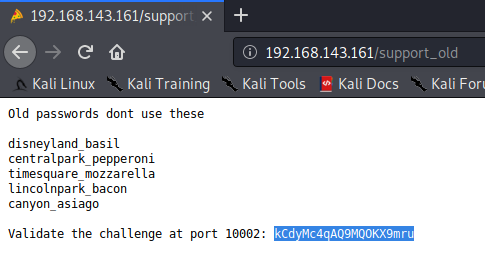 192.168.143.161/support
192.168.143.161/support_old
Kali Linux
Kali Training
Kali Tools
Kali Docs
Kali Foru
Old passwords dont use these
disneyland_basil
centralpark_pepperoni
timesquare_mozzarella
lincolnpark_bacon
canyon_asiago
Validate the challenge at port 10002: kCdyMc4qAQ9MQOKX9mru